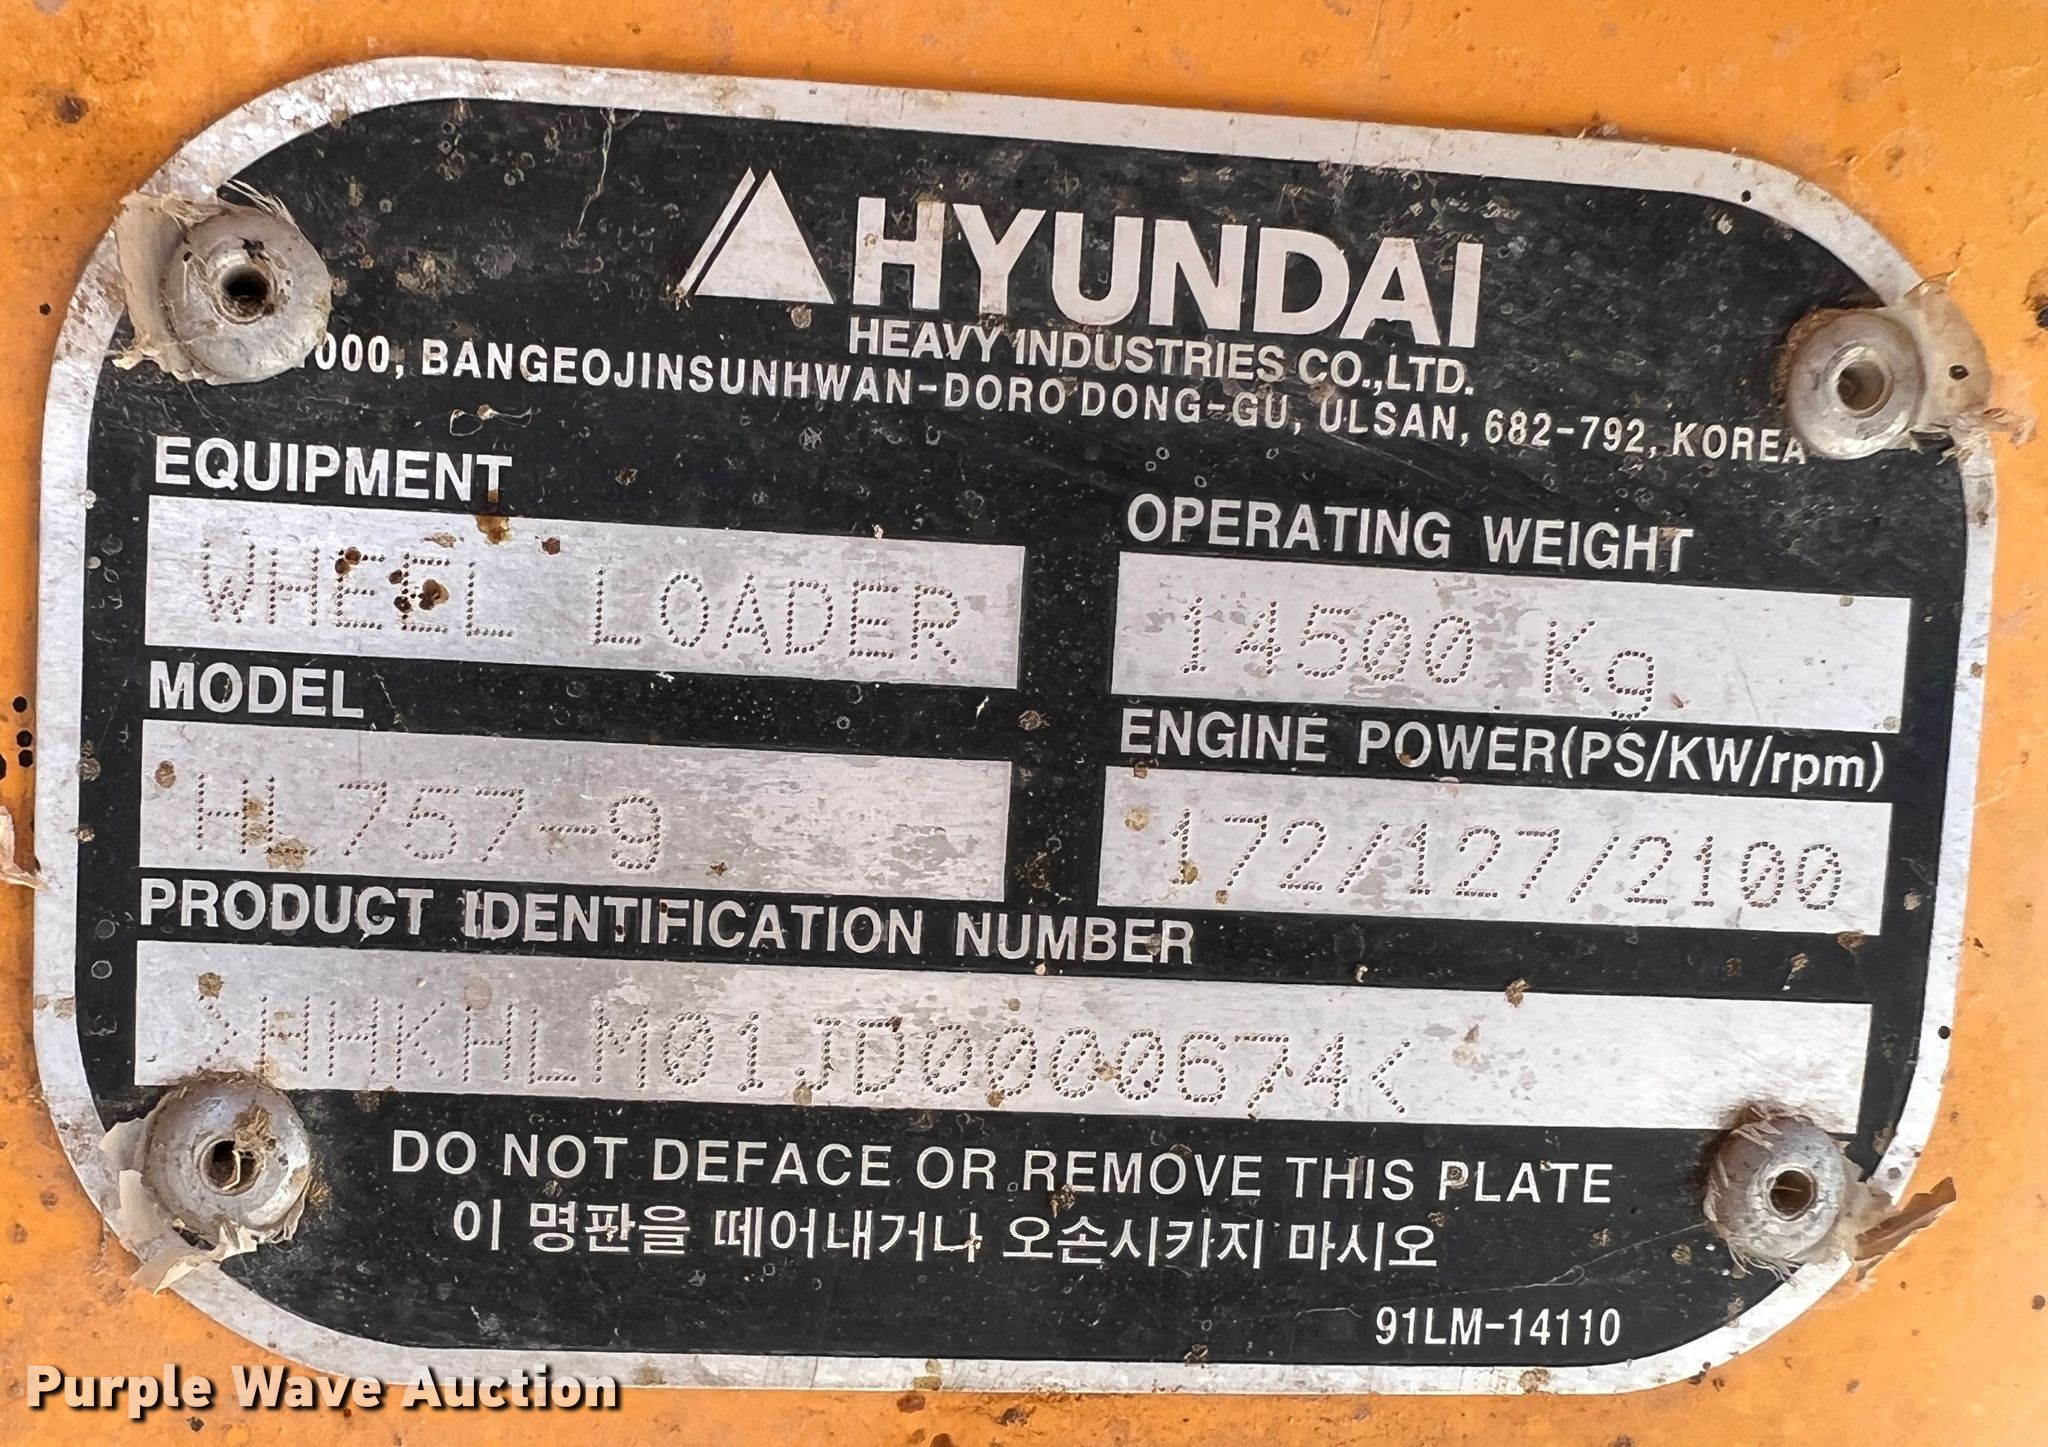 HYUNDAI
HEAVY INDUSTRIES CO.,LTD.
1000, BANGEOJINSUNHWAN-DORO DONG-GU, ULSAN, 682-792, KOREA
EQUIPMENT
WHEEL LOADER
OPERATING WEIGHT
14500 Kg
MODEL
HL757-9
ENGINE POWER(PS/KW/rpm)
172/127/2100
PRODUCT IDENTIFICATION NUMBER
>HHKHLM01JD0000674<
DO NOT DEFACE OR REMOVE THIS PLATE
이 명판을 떼어내거나 오손시키지 마시오
91LM-14110
Purple Wave Auction